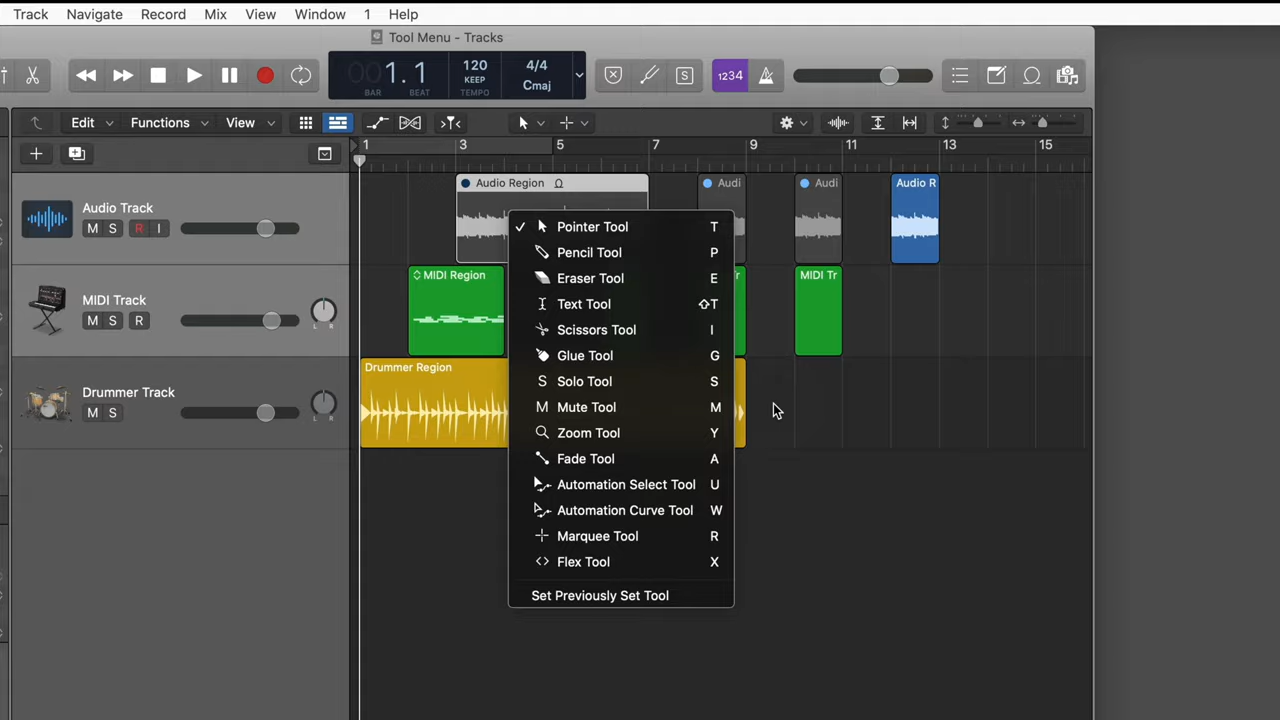 Track Navigate Record Mix View Window 1 Help
Tool Menu - Tracks
001.1
BAR BEAT
120
KEEP
TEMPO
4/4
Cmaj
S
1234
Edit Functions View
1 3 5 7 9 11 13 15
Audio Track
M S R I
Audio Region
Audi
Audi
Audio R
MIDI Track
M S R
L R
MIDI Region
MIDI Tr
Drummer Track
M S
L R
Drummer Region
Pointer Tool T
Pencil Tool P
Eraser Tool E
Text Tool ⇧T
Scissors Tool I
Glue Tool G
S Solo Tool S
M Mute Tool M
Zoom Tool Y
Fade Tool A
Automation Select Tool U
Automation Curve Tool W
Marquee Tool R
Flex Tool X
Set Previously Set Tool